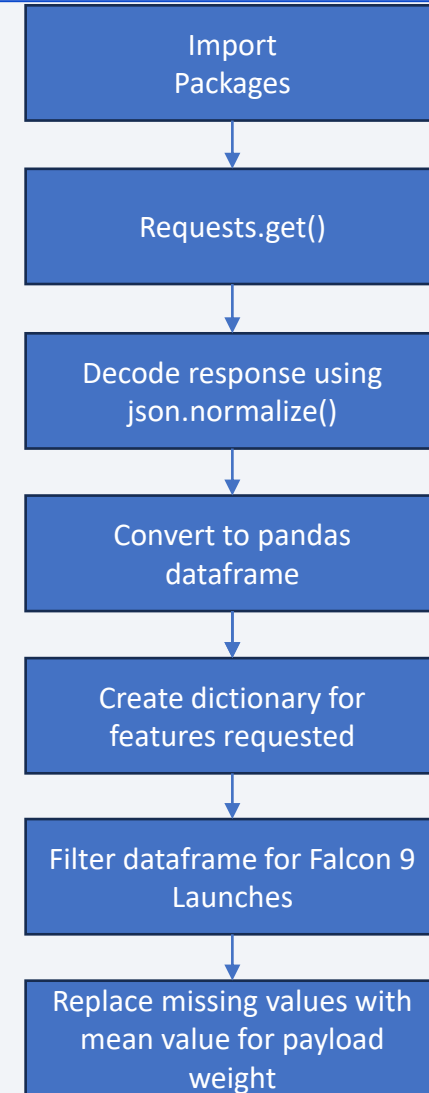 Import
Packages
Requests.get()
Decode response using
json.normalize()
Convert to pandas
dataframe
Create dictionary for
features requested
Filter dataframe for Falcon 9
Launches
Replace missing values with
mean value for payload
weight